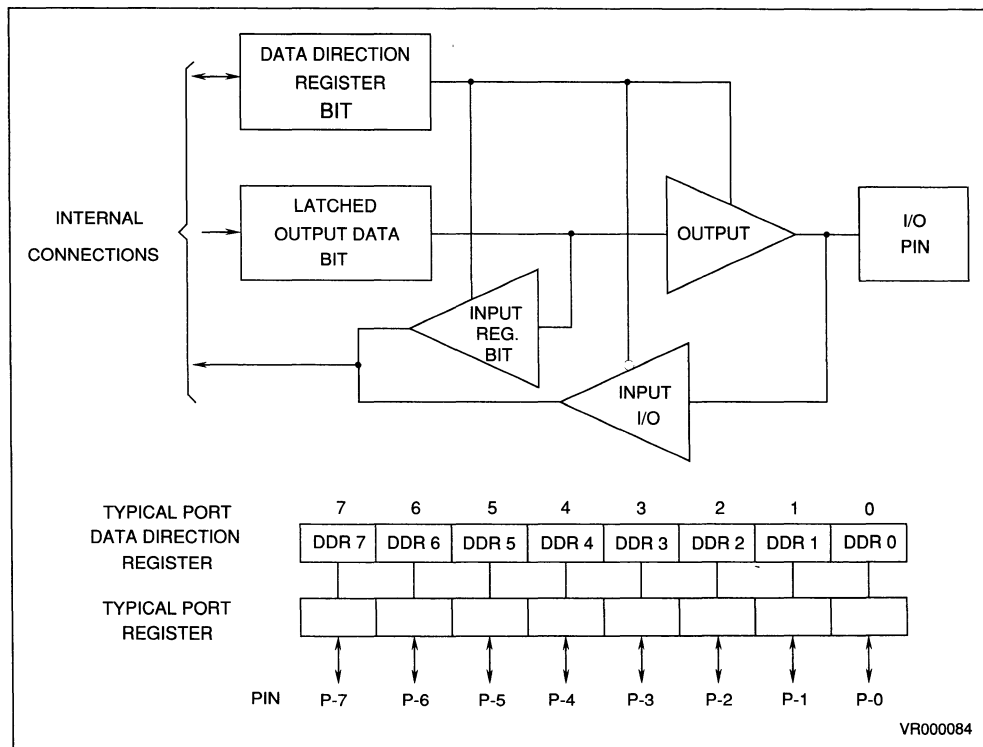 DATA DIRECTION
REGISTER
BIT
INTERNAL
CONNECTIONS
LATCHED
OUTPUT DATA
BIT
OUTPUT
I/O
PIN
INPUT
REG.
BIT
INPUT
I/O
TYPICAL PORT
DATA DIRECTION
REGISTER
7 6 5 4 3 2 1 0
DDR 7 DDR 6 DDR 5 DDR 4 DDR 3 DDR 2 DDR 1 DDR 0
TYPICAL PORT
REGISTER
PIN P-7 P-6 P-5 P-4 P-3 P-2 P-1 P-0
VR000084